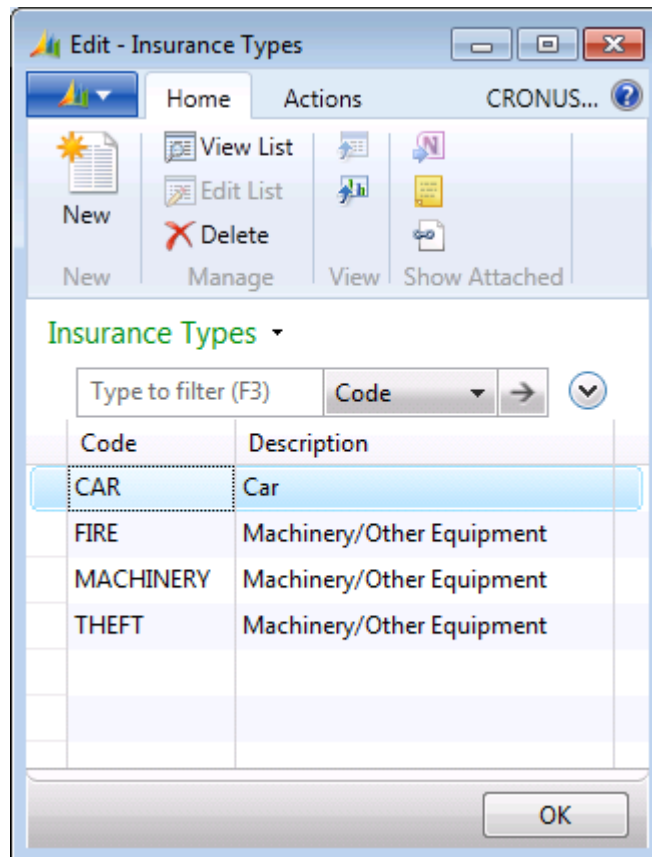 Edit - Insurance Types
Home Actions CRONUS...
New
View List
Edit List
Delete
New Manage View Show Attached
Insurance Types
Type to filter (F3) Code
Code Description
CAR Car
FIRE Machinery/Other Equipment
MACHINERY Machinery/Other Equipment
THEFT Machinery/Other Equipment
OK